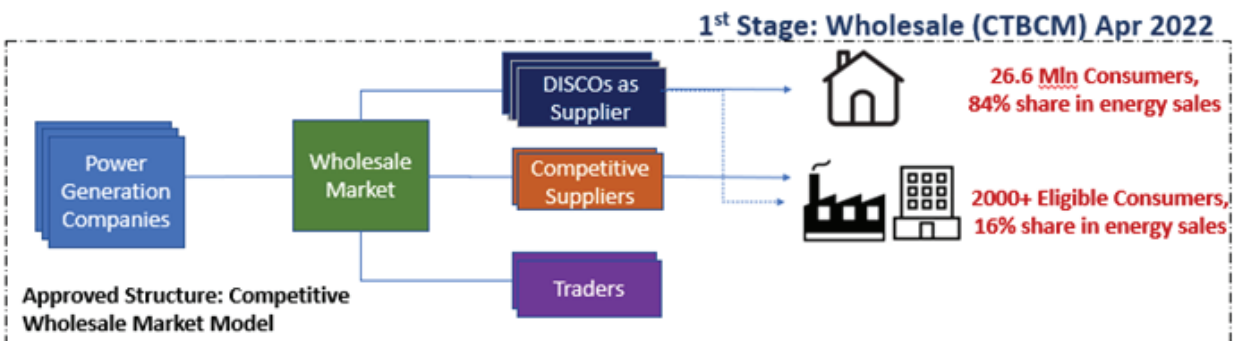 1st Stage: Wholesale (CTBCM) Apr 2022
Power
Generation
Companies
Wholesale
Market
DISCOs as
Supplier
Competitive
Suppliers
Traders
26.6 Mln Consumers,
84% share in energy sales
2000+ Eligible Consumers,
16% share in energy sales
Approved Structure: Competitive
Wholesale Market Model